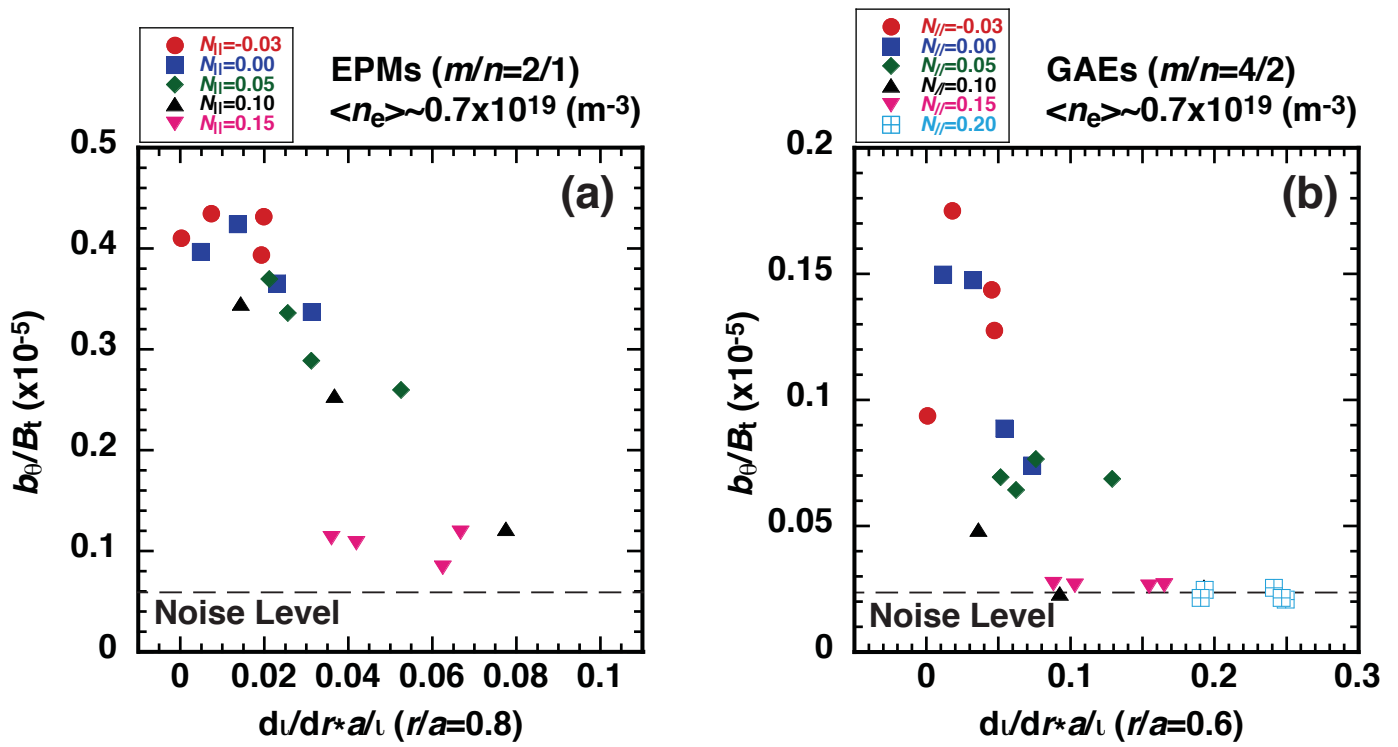 N||=-0.03
N||=0.00
N||=0.05
N||=0.10
N||=0.15
EPMs (m/n=2/1)
<ne>~0.7x10¹⁹ (m⁻³)
(a)
0.5
0.4
0.3
0.2
0.1
0
bθ/Bt (x10⁻⁵)
Noise Level
0 0.02 0.04 0.06 0.08 0.1
dι/dr*a/ι (r/a=0.8)
N//=-0.03
N//=0.00
N//=0.05
N//=0.10
N//=0.15
N//=0.20
GAEs (m/n=4/2)
<ne>~0.7x10¹⁹ (m⁻³)
(b)
0.2
0.15
0.1
0.05
0
bθ/Bt (x10⁻⁵)
Noise Level
0 0.1 0.2 0.3
dι/dr*a/ι (r/a=0.6)